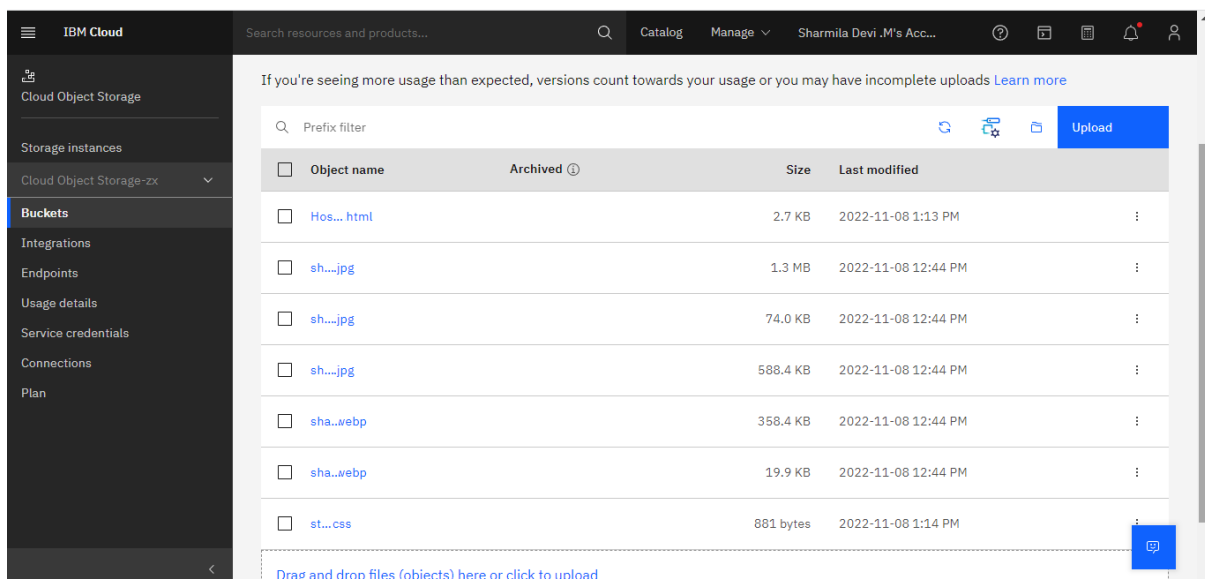 IBM Cloud
Search resources and products...
Catalog
Manage
Sharmila Devi .M's Acc...
Cloud Object Storage
Storage instances
Cloud Object Storage-zx
Buckets
Integrations
Endpoints
Usage details
Service credentials
Connections
Plan
If you're seeing more usage than expected, versions count towards your usage or you may have incomplete uploads Learn more
Prefix filter
Upload
Object name Archived Size Last modified
Hos... html 2.7 KB 2022-11-08 1:13 PM
sh....jpg 1.3 MB 2022-11-08 12:44 PM
sh....jpg 74.0 KB 2022-11-08 12:44 PM
sh....jpg 588.4 KB 2022-11-08 12:44 PM
sha...webp 358.4 KB 2022-11-08 12:44 PM
sha...webp 19.9 KB 2022-11-08 12:44 PM
st...css 881 bytes 2022-11-08 1:14 PM
Drag and drop files (objects) here or click to upload